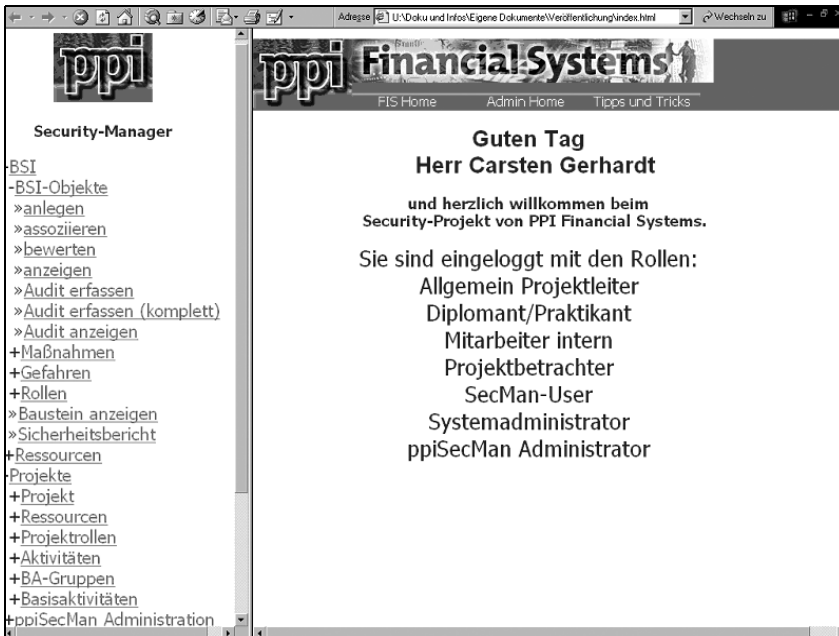 Adresse U:\Doku und Infos\Eigene Dokumente\Veröffentlichung\index.html Wechseln zu
ppi
Security-Manager
-BSI
-BSI-Objekte
»anlegen
»assoziieren
»bewerten
»anzeigen
»Audit erfassen
»Audit erfassen (komplett)
»Audit anzeigen
+Maßnahmen
+Gefahren
+Rollen
»Baustein anzeigen
»Sicherheitsbericht
+Ressourcen
-Projekte
+Projekt
+Ressourcen
+Projektrollen
+Aktivitäten
+BA-Gruppen
+Basisaktivitäten
+ppiSecMan Administration
ppi Financial Systems
FIS Home Admin Home Tipps und Tricks
Guten Tag
Herr Carsten Gerhardt
und herzlich willkommen beim
Security-Projekt von PPI Financial Systems.
Sie sind eingeloggt mit den Rollen:
Allgemein Projektleiter
Diplomant/Praktikant
Mitarbeiter intern
Projektbetrachter
SecMan-User
Systemadministrator
ppiSecMan Administrator